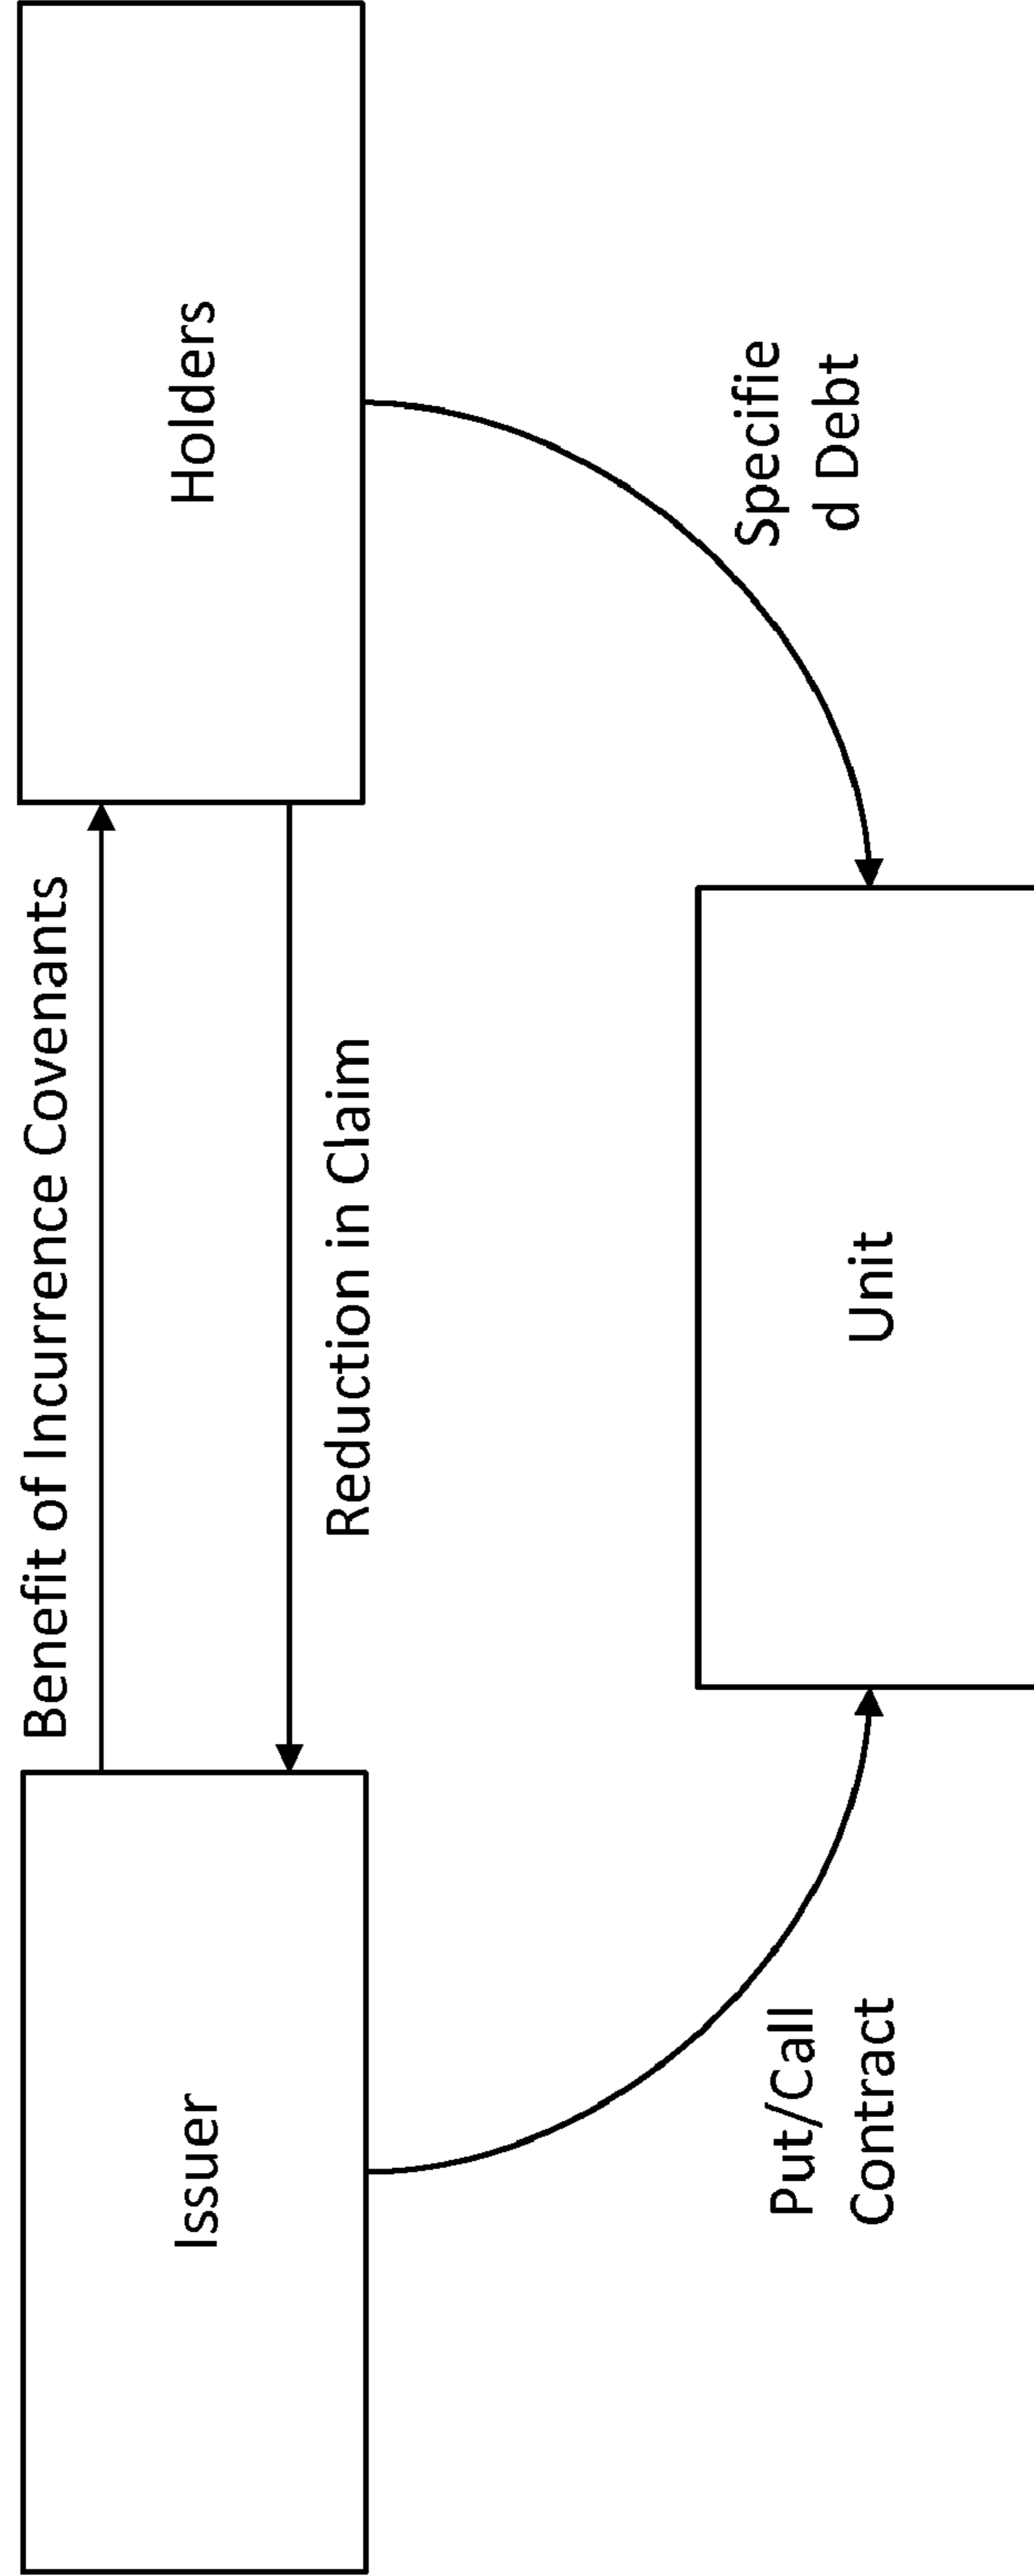 Benefit of Incurrence Covenants
Issuer
Holders
Reduction in Claim
Put/Call
Contract
Unit
Specifie
d Debt